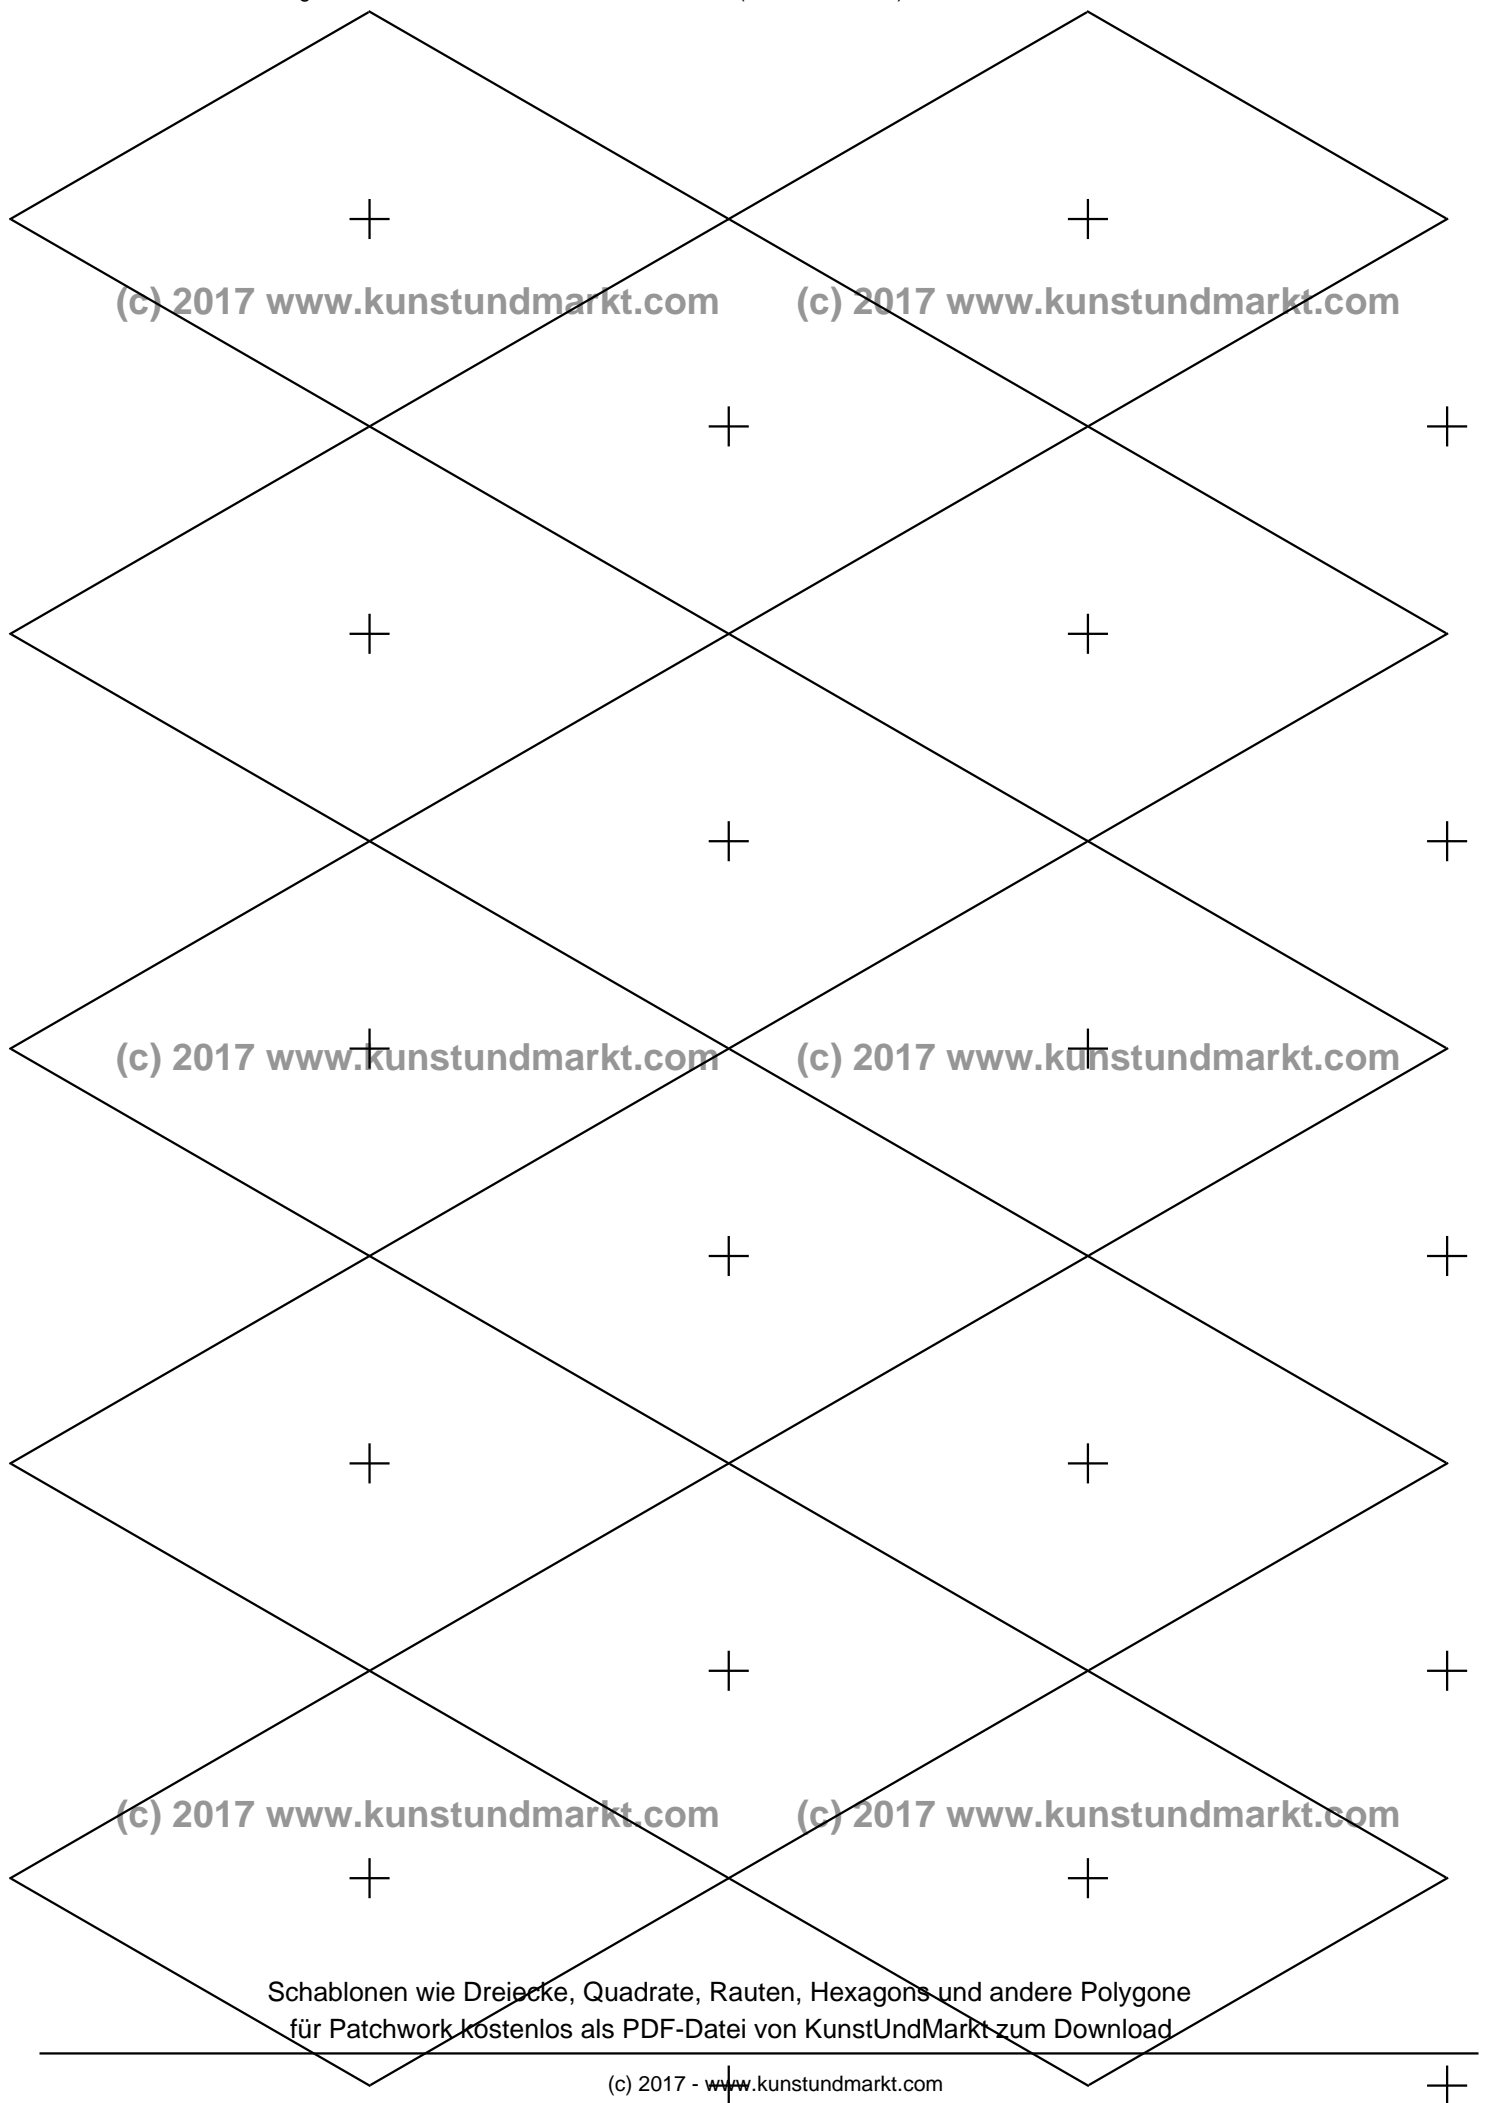 (c) 2017 www.kunstundmarkt.com (c) 2017 www.kunstundmarkt.com
(c) 2017 www.kunstundmarkt.com (c) 2017 www.kunstundmarkt.com
(c) 2017 www.kunstundmarkt.com (c) 2017 www.kunstundmarkt.com
Schablonen wie Dreiecke, Quadrate, Rauten, Hexagons und andere Polygone
für Patchwork kostenlos als PDF-Datei von KunstUndMarkt zum Download
(c) 2017 - www.kunstundmarkt.com